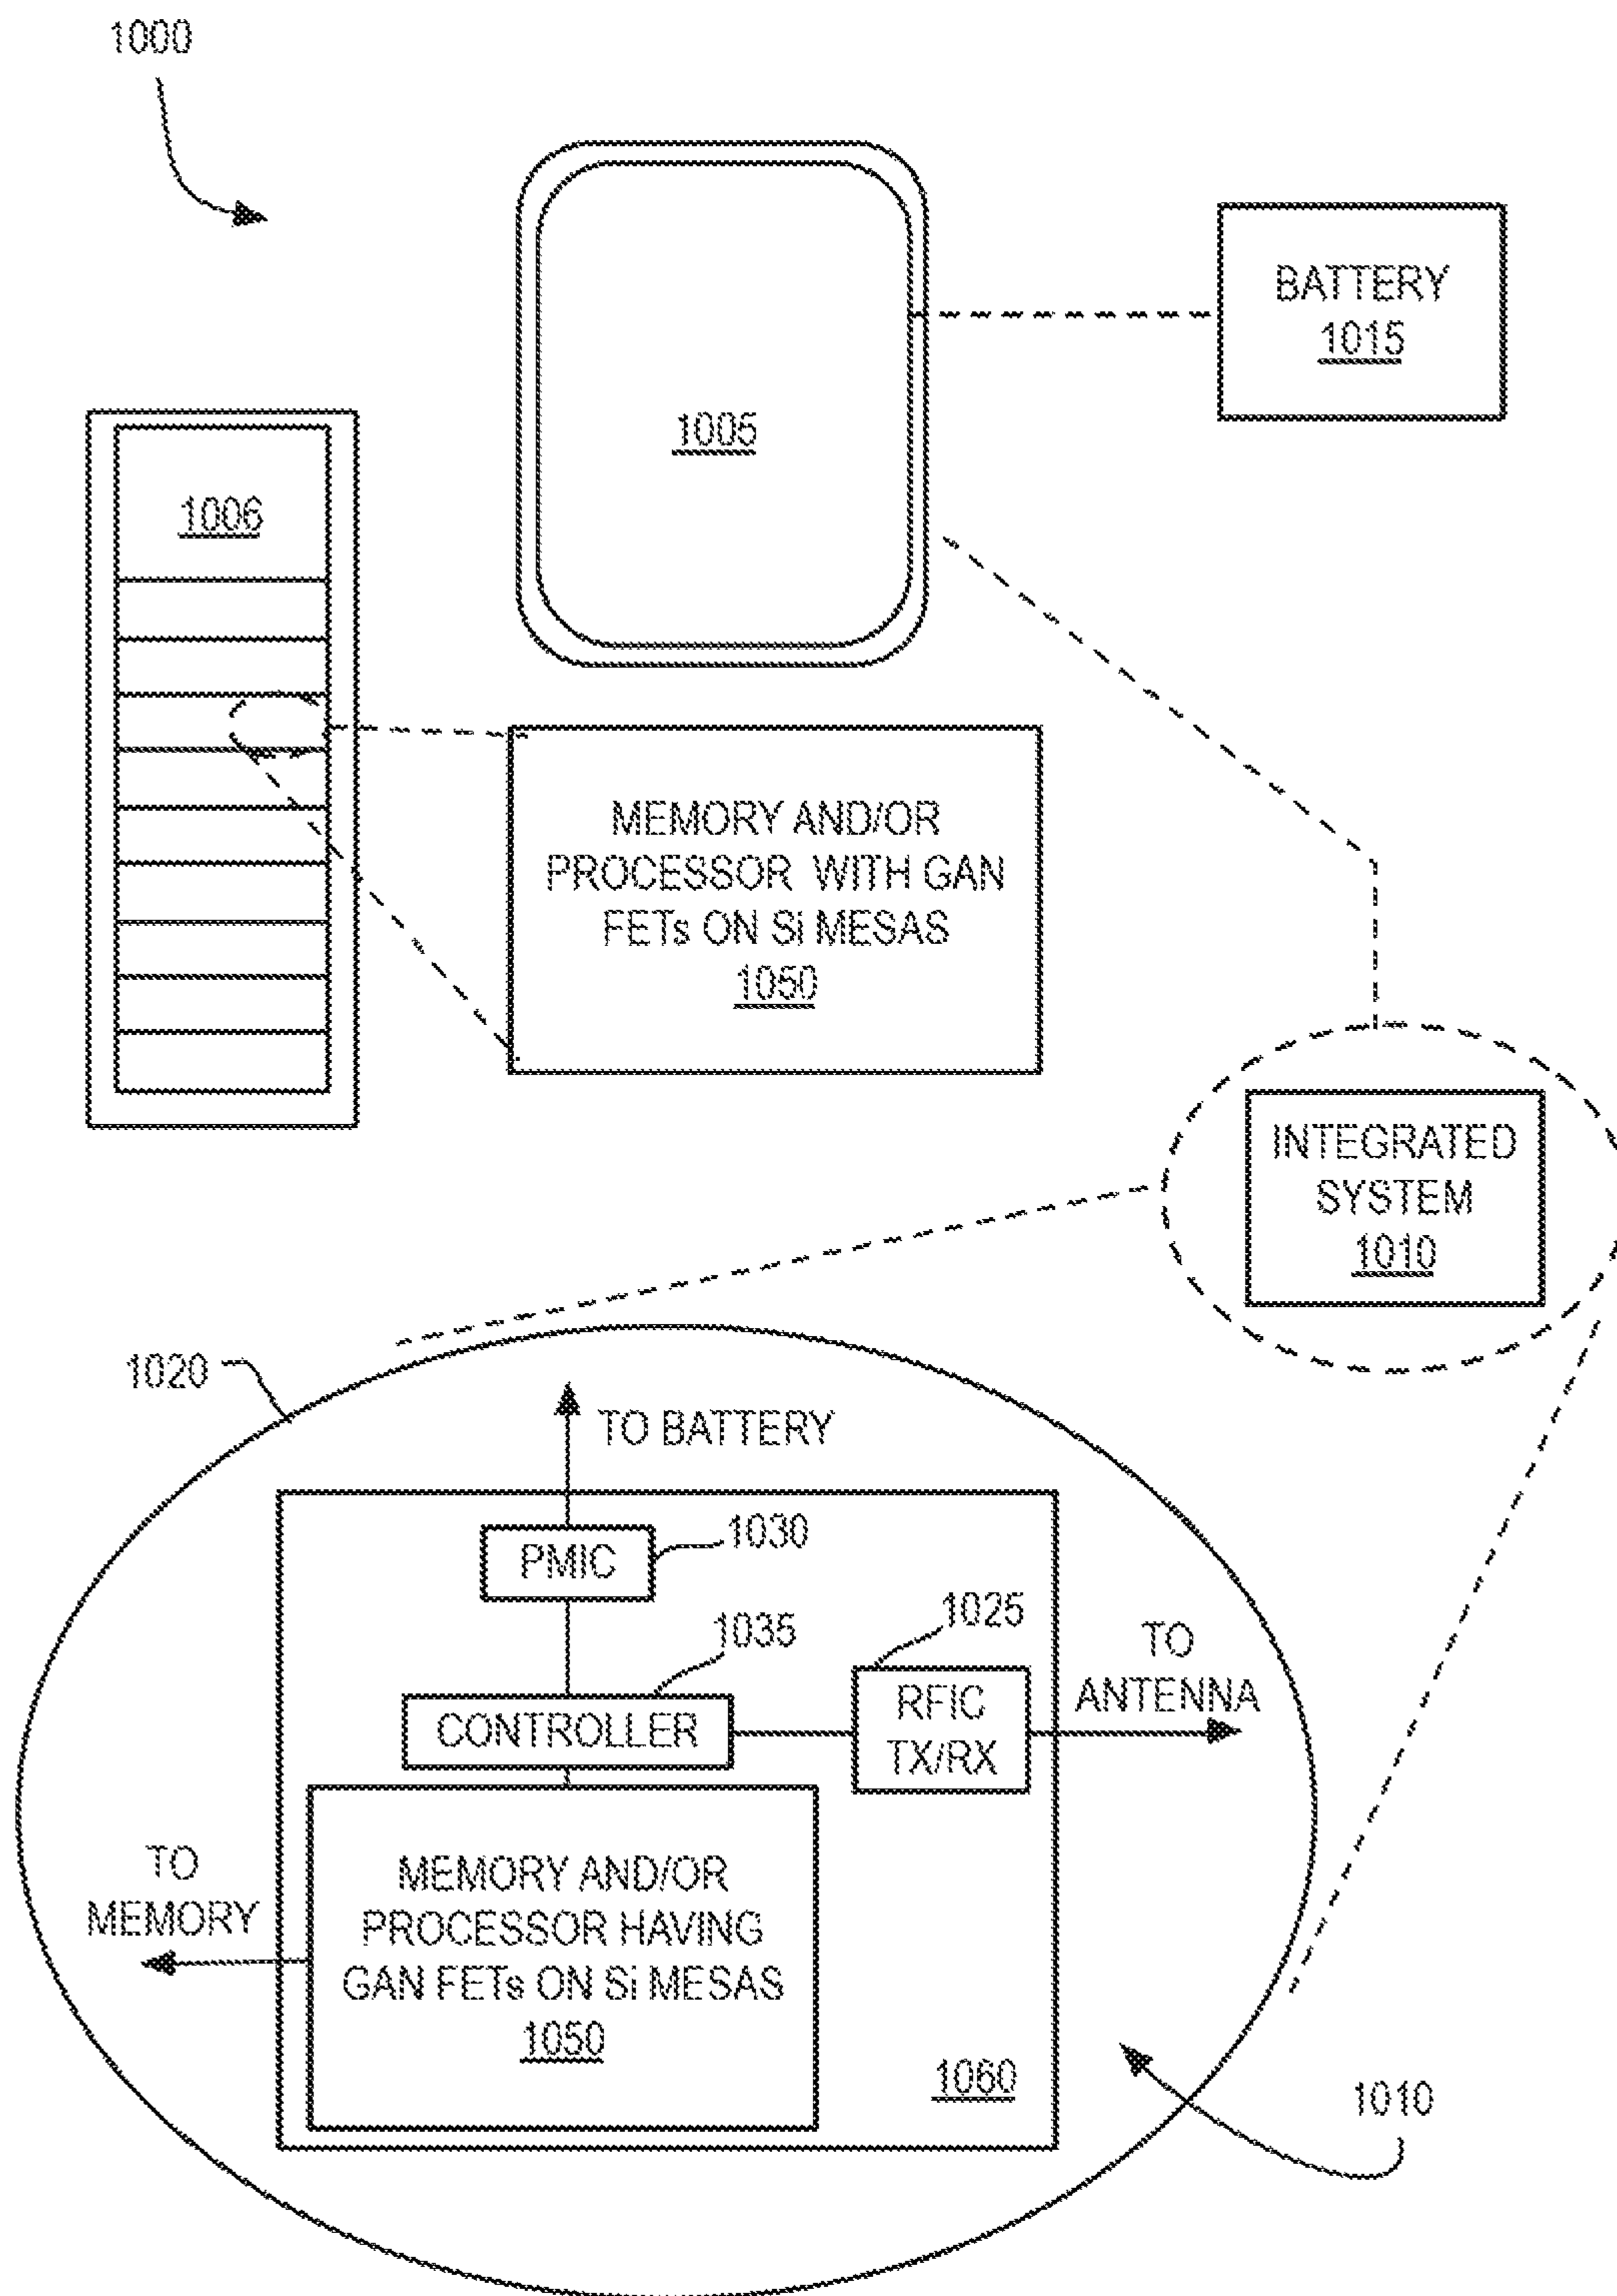 1000
BATTERY
1015
1005
1006
MEMORY AND/OR
PROCESSOR WITH GAN
FETs ON Si MESAS
1050
INTEGRATED
SYSTEM
1010
1020
TO BATTERY
PMIC
1030
1035
1025
CONTROLLER
RFIC
TX/RX
TO
ANTENNA
TO
MEMORY
MEMORY AND/OR
PROCESSOR HAVING
GAN FETs ON Si MESAS
1050
1060
1010